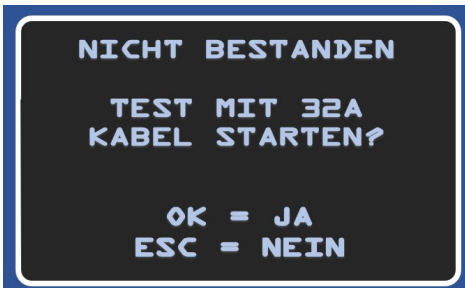 NICHT BESTANDEN
TEST MIT 32A
KABEL STARTEN?
OK = JA
ESC = NEIN